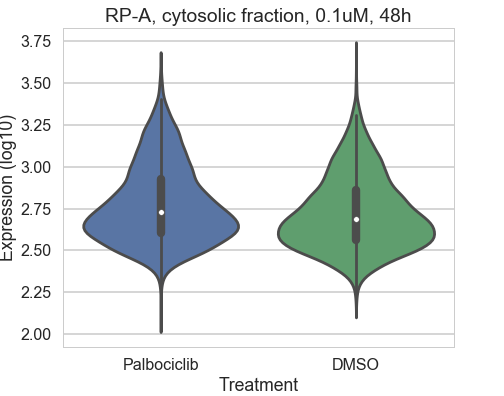 RP-A, cytosolic fraction, 0.1uM, 48h
3.75
3.50
3.25
3.00
2.75
2.50
2.25
2.00
Expression (log10)
Palbociclib DMSO
Treatment